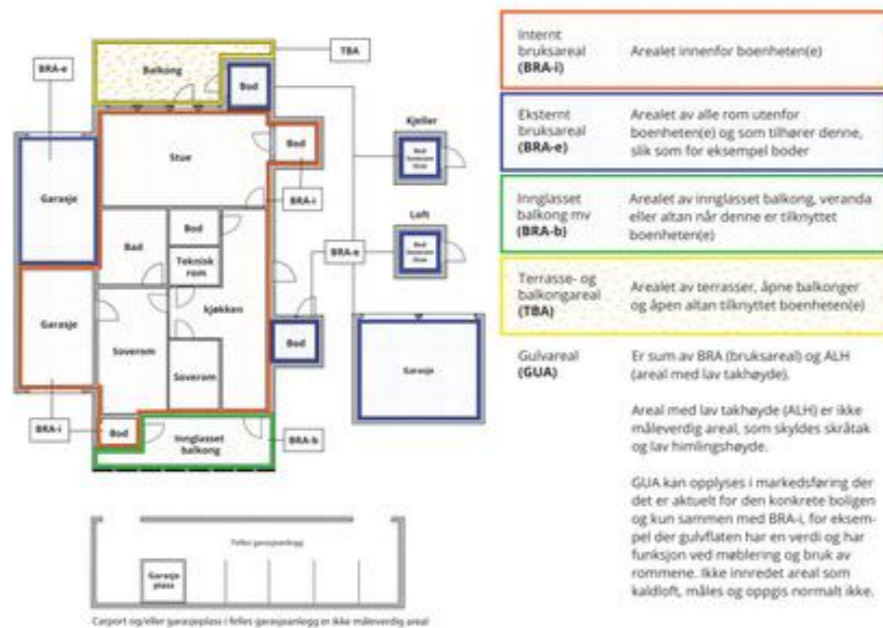 TBA
BRA-e
Balkong
Bod
Kjeller
Stue
Bod
Garasje
BRA-i
Loft
Bod
Bad
Teknisk
rom
BRA-e
kjøkken
Garasje
Soverom
Bod
Garasje
Soverom
BRA-i
Bod
Innglasset
balkong
BRA-b
Felles garasjeanlegg
Garasje
plass
Carport og/eller garasjeplass i felles garasjeanlegg er ikke måleverdig areal
Internt
bruksareal
(BRA-i)
Arealet innenfor boenheten(e)
Eksternt
bruksareal
(BRA-e)
Arealet av alle rom utenfor
boenheten(e) og som tilhører denne,
slik som for eksempel boder
Innglasset
balkong mv
(BRA-b)
Arealet av innglasset balkong, veranda
eller altan når denne er tilknyttet
boenheten(e)
Terrasse- og
balkongareal
(TBA)
Arealet av terrasser, åpne balkonger
og åpen altan tilknyttet boenheten(e)
Gulvareal
(GUA)
Er sum av BRA (bruksareal) og ALH
(areal med lav takhøyde).
Areal med lav takhøyde (ALH) er ikke
måleverdig areal, som skyldes skråtak
og lav himlingshøyde.
GUA kan opplyses i markedsføring der
det er aktuelt for den konkrete boligen
og kun sammen med BRA-i, for eksem-
pel der gulvflaten har en verdi og har
funksjon ved møblering og bruk av
rommene. Ikke innredet areal som
kaldloft, måles og oppgis normalt ikke.